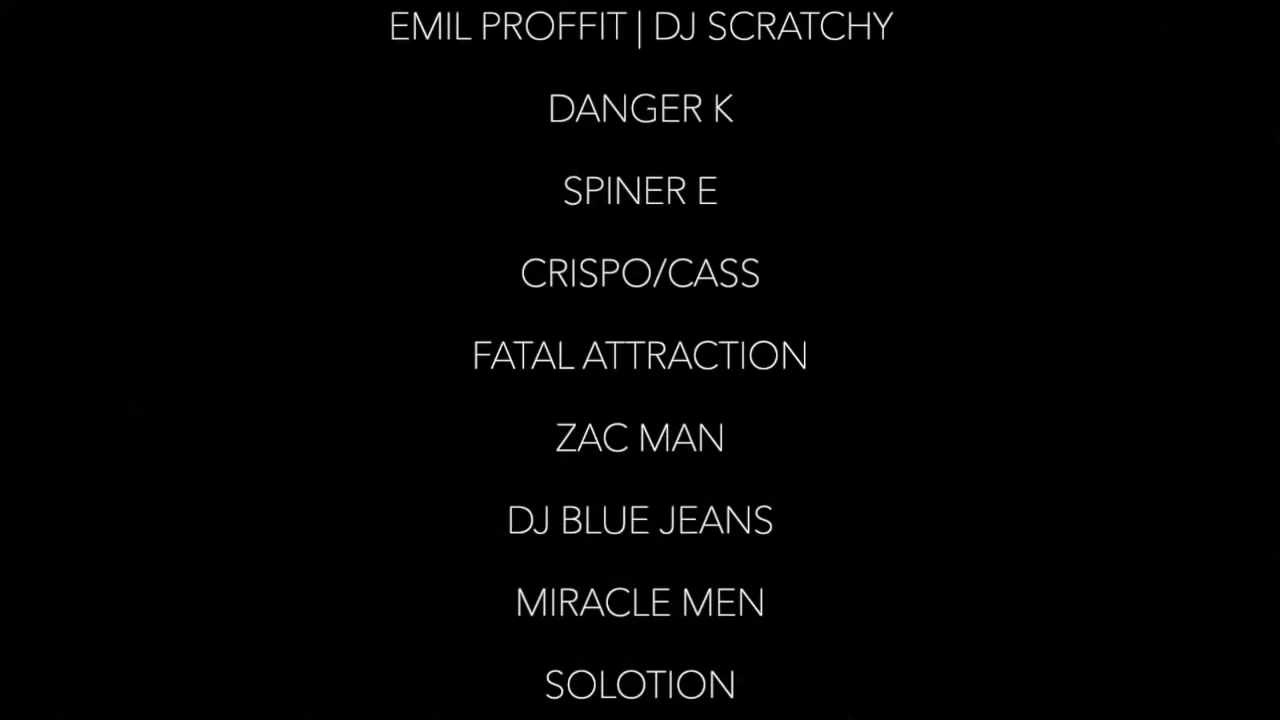 EMIL PROFFIT | DJ SCRATCHY
DANGER K
SPINER E
CRISPO/CASS
FATAL ATTRACTION
ZAC MAN
DJ BLUE JEANS
MIRACLE MEN
SOLOTION